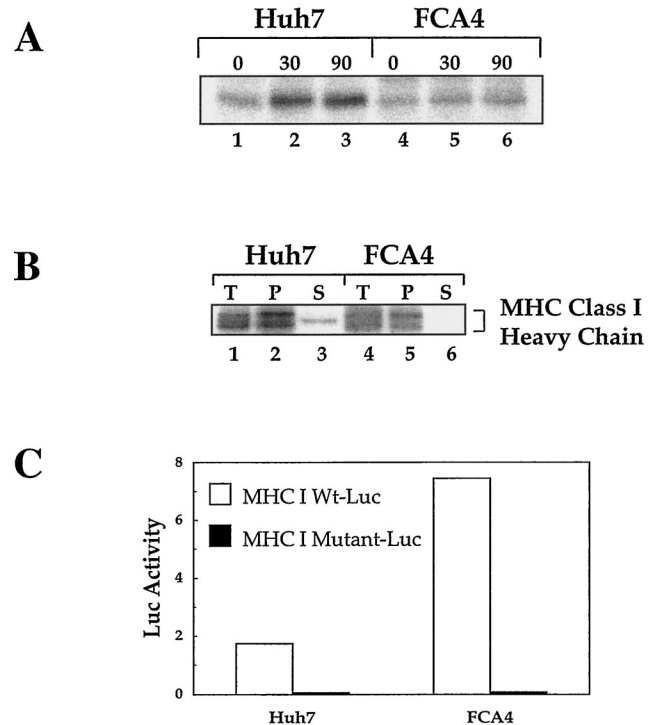 A
Huh7 FCA4
0 30 90 0 30 90
1 2 3 4 5 6
B
Huh7 FCA4
T P S T P S
MHC Class I
Heavy Chain
1 2 3 4 5 6
C
8
6
4
2
0
Luc Activity
MHC I Wt-Luc
MHC I Mutant-Luc
Huh7 FCA4